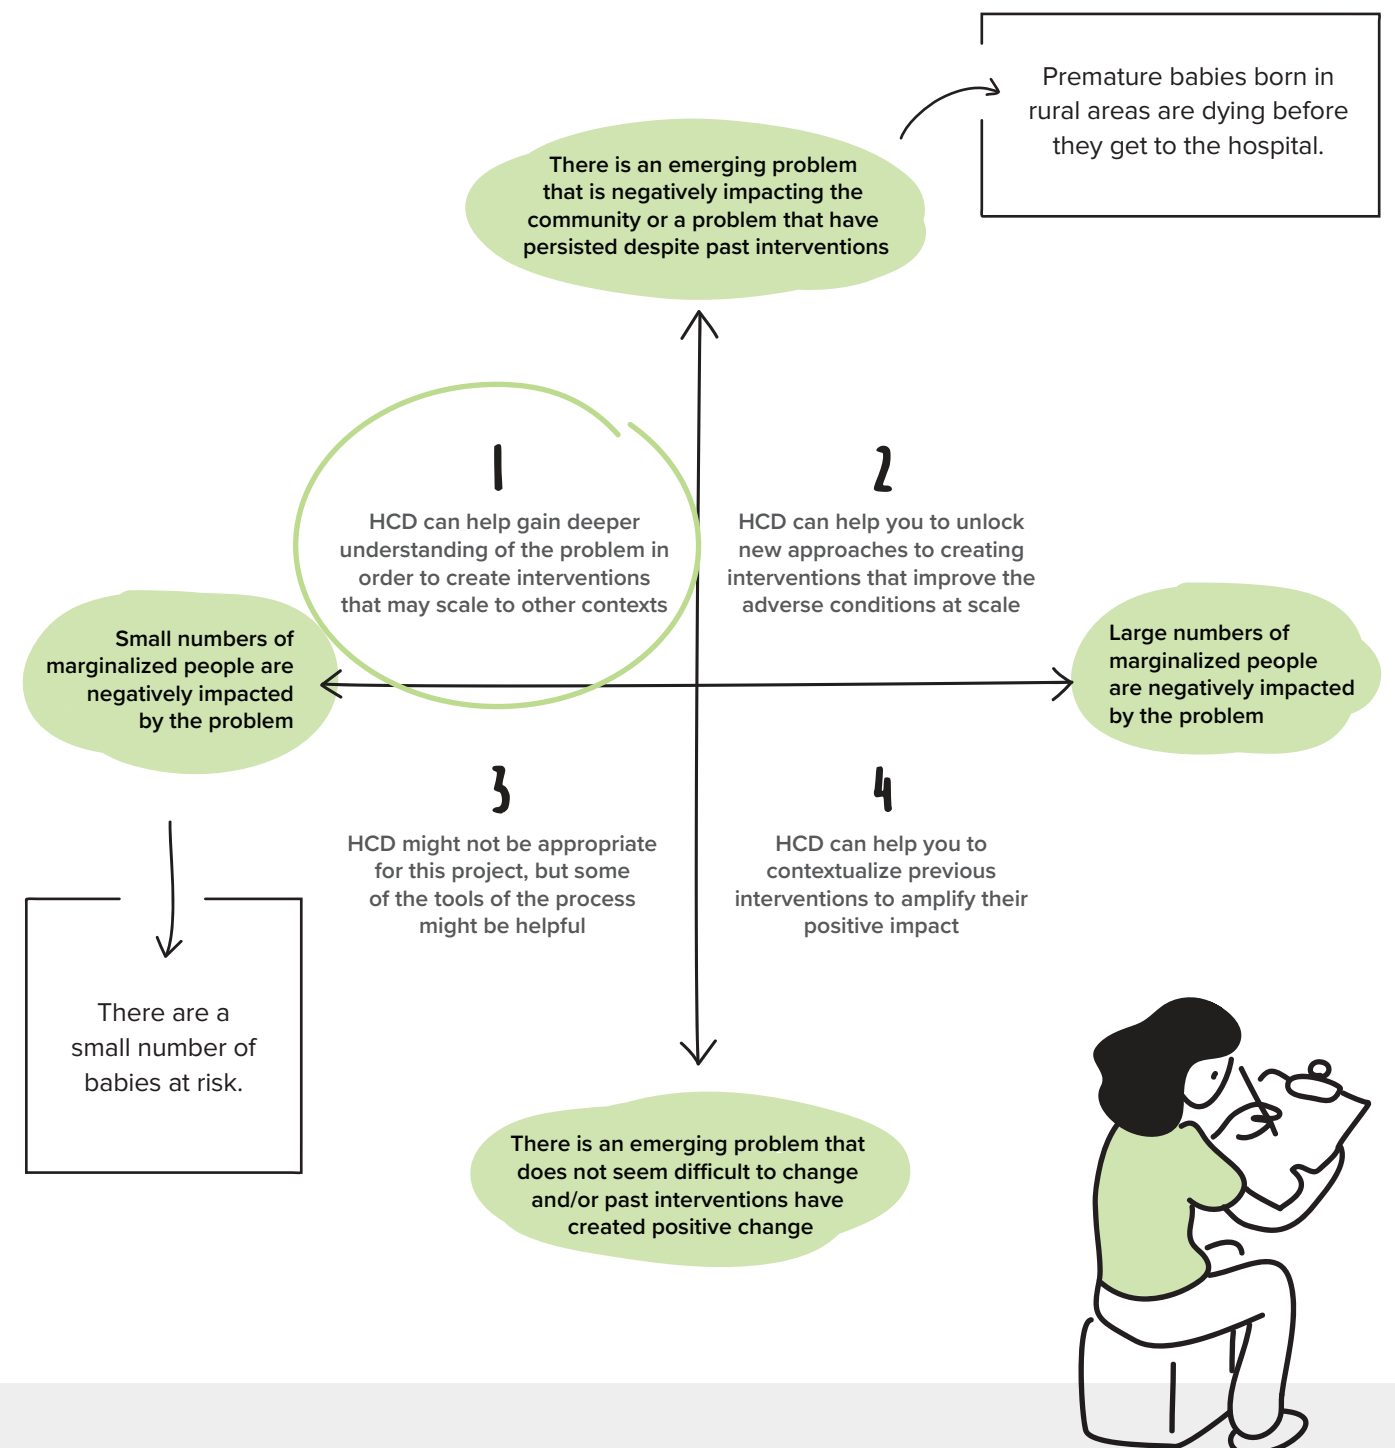 Premature babies born in
rural areas are dying before
they get to the hospital.
There is an emerging problem
that is negatively impacting the
community or a problem that have
persisted despite past interventions
1
HCD can help gain deeper
understanding of the problem in
order to create interventions
that may scale to other contexts
2
HCD can help you to unlock
new approaches to creating
interventions that improve the
adverse conditions at scale
Small numbers of
marginalized people are
negatively impacted
by the problem
Large numbers of
marginalized people
are negatively impacted
by the problem
3
HCD might not be appropriate
for this project, but some
of the tools of the process
might be helpful
4
HCD can help you to
contextualize previous
interventions to amplify their
positive impact
There are a
small number of
babies at risk.
There is an emerging problem that
does not seem difficult to change
and/or past interventions have
created positive change